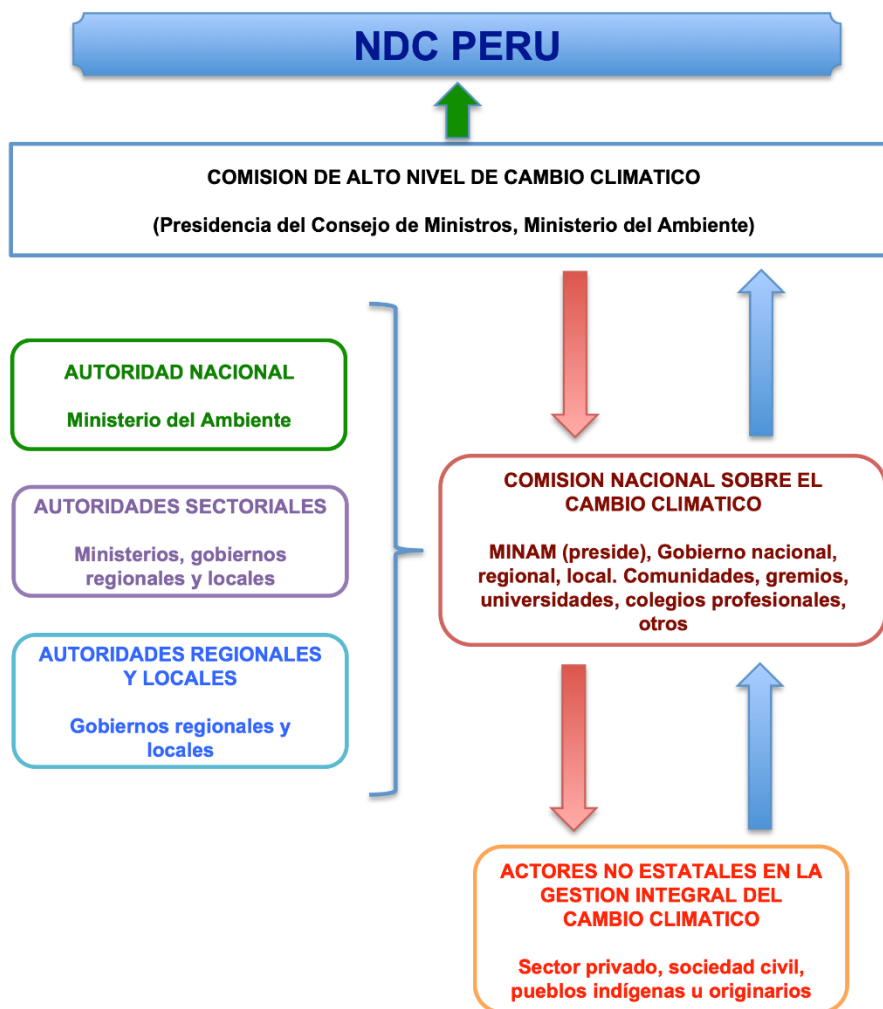 NDC PERU
COMISION DE ALTO NIVEL DE CAMBIO CLIMATICO
(Presidencia del Consejo de Ministros, Ministerio del Ambiente)
AUTORIDAD NACIONAL
Ministerio del Ambiente
AUTORIDADES SECTORIALES
Ministerios, gobiernos
regionales y locales
AUTORIDADES REGIONALES
Y LOCALES
Gobiernos regionales y
locales
COMISION NACIONAL SOBRE EL
CAMBIO CLIMATICO
MINAM (preside), Gobierno nacional,
regional, local. Comunidades, gremios,
universidades, colegios profesionales,
otros
ACTORES NO ESTATALES EN LA
GESTION INTEGRAL DEL
CAMBIO CLIMATICO
Sector privado, sociedad civil,
pueblos indígenas u originarios